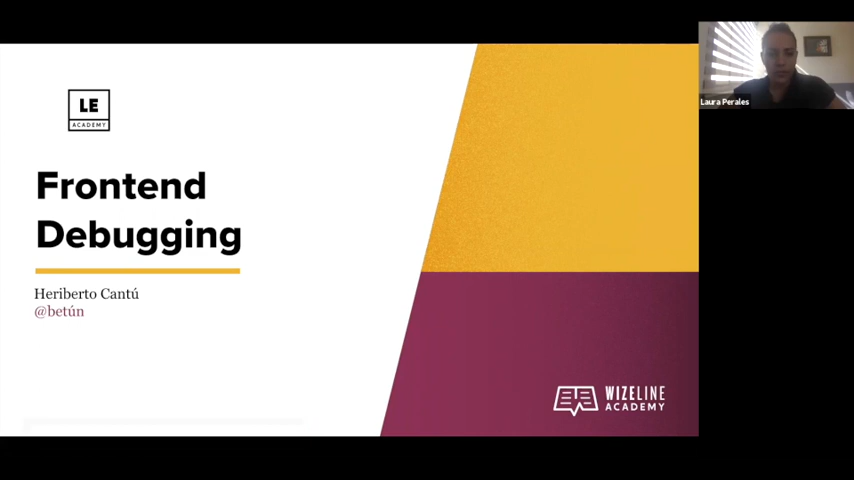 LE
ACADEMY
Frontend
Debugging
Heriberto Cantú
@betún
WIZELINE
ACADEMY
Laura Perales